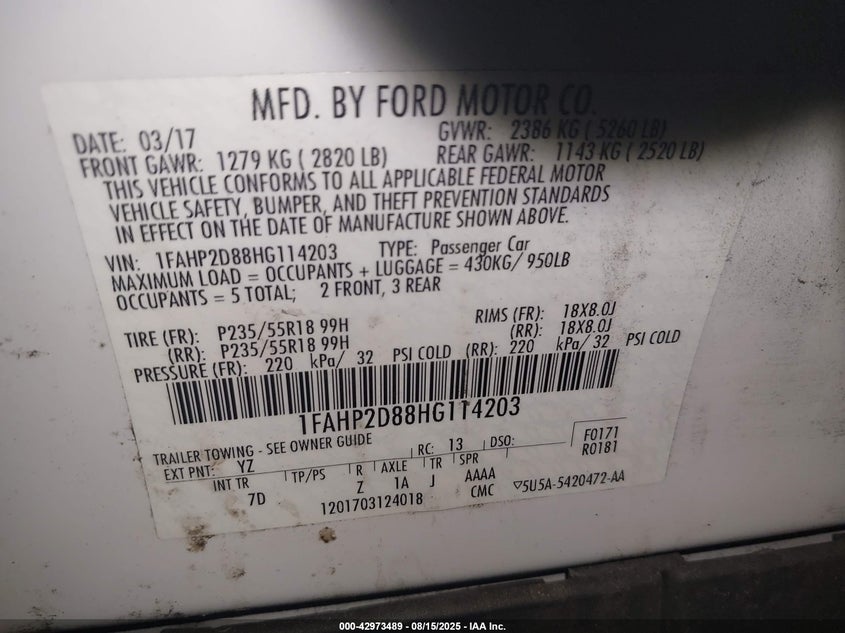 MFD. BY FORD MOTOR CO.
DATE: 03/17 GVWR: 2386 KG ( 5260 LB)
FRONT GAWR: 1279 KG ( 2820 LB) REAR GAWR: 1143 KG ( 2520 LB)
THIS VEHICLE CONFORMS TO ALL APPLICABLE FEDERAL MOTOR
VEHICLE SAFETY, BUMPER, AND THEFT PREVENTION STANDARDS
IN EFFECT ON THE DATE OF MANUFACTURE SHOWN ABOVE.
VIN: 1FAHP2D88HG114203 TYPE: Passenger Car
MAXIMUM LOAD = OCCUPANTS + LUGGAGE = 430KG/ 950LB
OCCUPANTS = 5 TOTAL; 2 FRONT, 3 REAR
TIRE (FR): P235/55R18 99H RIMS (FR): 18X8.0J
(RR): P235/55R18 99H (RR): 18X8.0J
PRESSURE (FR): 220 kPa/ 32 PSI COLD (RR): 220 kPa/ 32 PSI COLD
1FAHP2D88HG114203
TRAILER TOWING - SEE OWNER GUIDE RC: 13 DSO: F0171
EXT PNT: YZ R0181
INT TR TP/PS R AXLE TR SPR
7D Z 1A J AAAA
1201703124018 CMC ▽5U5A-5420472-AA
000-42973489 - 08/15/2025 - IAA Inc.